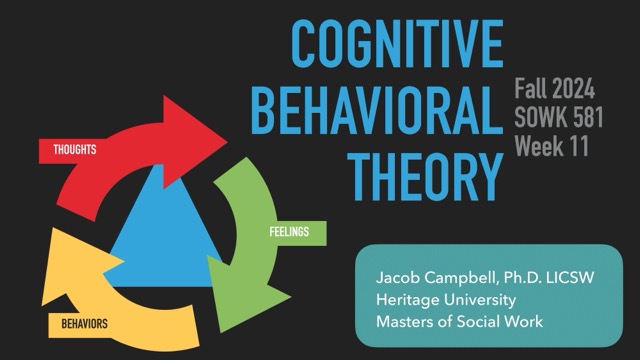 COGNITIVE
BEHAVIORAL
THEORY
Fall 2024
SOWK 581
Week 11
THOUGHTS
FEELINGS
BEHAVIORS
Jacob Campbell, Ph.D. LICSW
Heritage University
Masters of Social Work